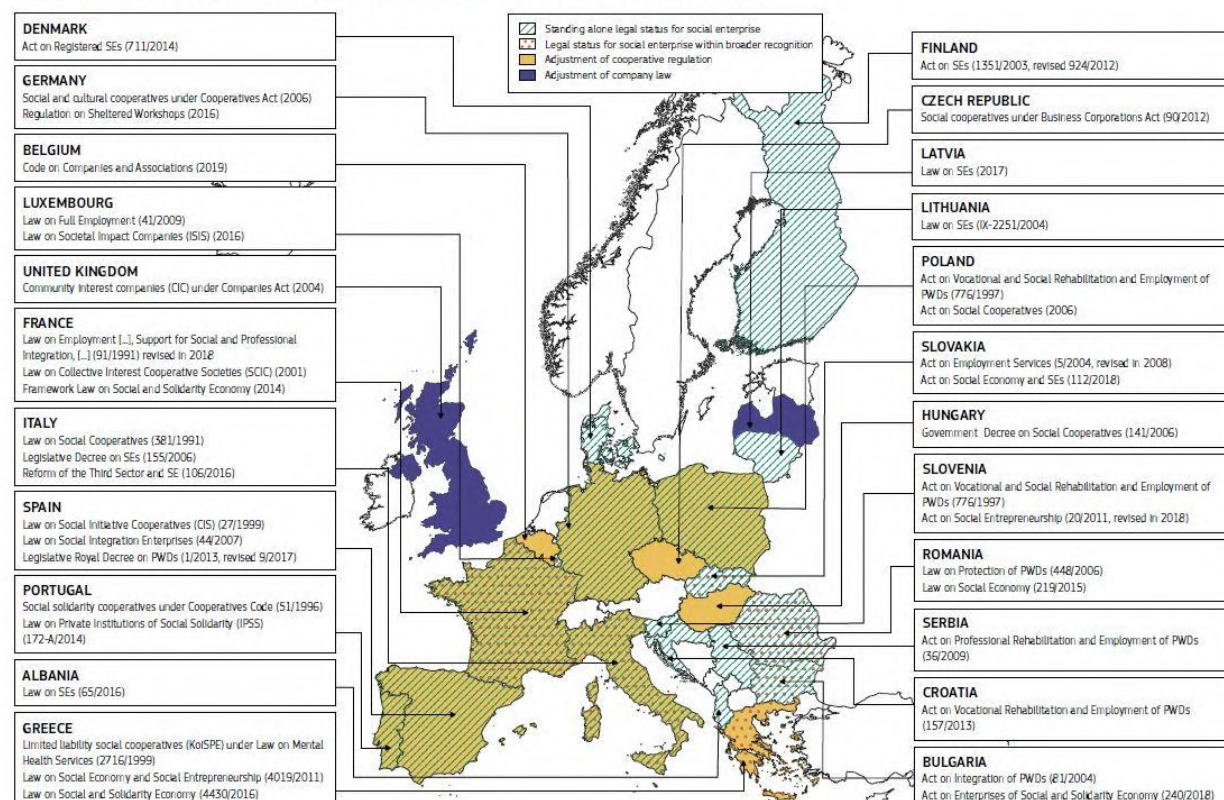 DENMARK
Act on Registered SEs (711/2014)
GERMANY
Social and cultural cooperatives under Cooperatives Act (2006)
Regulation on Sheltered Workshops (2016)
BELGIUM
Code on Companies and Associations (2019)
LUXEMBOURG
Law on Full Employment (41/2009)
Law on Societal Impact Companies (ISIS) (2016)
UNITED KINGDOM
Community interest companies (CIC) under Companies Act (2004)
FRANCE
Law on Employment [...], Support for Social and Professional
Integration, [...] (91/1991) revised in 2018
Law on Collective Interest Cooperative Societies (SCIC) (2001)
Framework Law on Social and Solidarity Economy (2014)
ITALY
Law on Social Cooperatives (381/1991)
Legislative Decree on SEs (155/2006)
Reform of the Third Sector and SE (106/2016)
SPAIN
Law on Social Initiative Cooperatives (CIS) (27/1999)
Law on Social Integration Enterprises (44/2007)
Legislative Royal Decree on PWDs (1/2013, revised 9/2017)
PORTUGAL
Social solidarity cooperatives under Cooperatives Code (51/1996)
Law on Private Institutions of Social Solidarity (IPSS)
(172-A/2014)
ALBANIA
Law on SEs (65/2016)
GREECE
Limited liability social cooperatives (KoiSPE) under Law on Mental
Health Services (2716/1999)
Law on Social Economy and Social Entrepreneurship (4019/2011)
Law on Social and Solidarity Economy (4430/2016)
Standing alone legal status for social enterprise
Legal status for social enterprise within broader recognition
Adjustment of cooperative regulation
Adjustment of company law
FINLAND
Act on SEs (1351/2003, revised 924/2012)
CZECH REPUBLIC
Social cooperatives under Business Corporations Act (90/2012)
LATVIA
Law on SEs (2017)
LITHUANIA
Law on SEs (IX-2251/2004)
POLAND
Act on Vocational and Social Rehabilitation and Employment of
PWDs (776/1997)
Act on Social Cooperatives (2006)
SLOVAKIA
Act on Employment Services (5/2004, revised in 2008)
Act on Social Economy and SEs (112/2018)
HUNGARY
Government Decree on Social Cooperatives (141/2006)
SLOVENIA
Act on Vocational and Social Rehabilitation and Employment of
PWDs (776/1997)
Act on Social Entrepreneurship (20/2011, revised in 2018)
ROMANIA
Law on Protection of PWDs (448/2006)
Law on Social Economy (219/2015)
SERBIA
Act on Professional Rehabilitation and Employment of PWDs
(36/2009)
CROATIA
Act on Vocational Rehabilitation and Employment of PWDs
(157/2013)
BULGARIA
Act on Integration of PWDs (81/2004)
Act on Enterprises of Social and Solidarity Economy (240/2018)